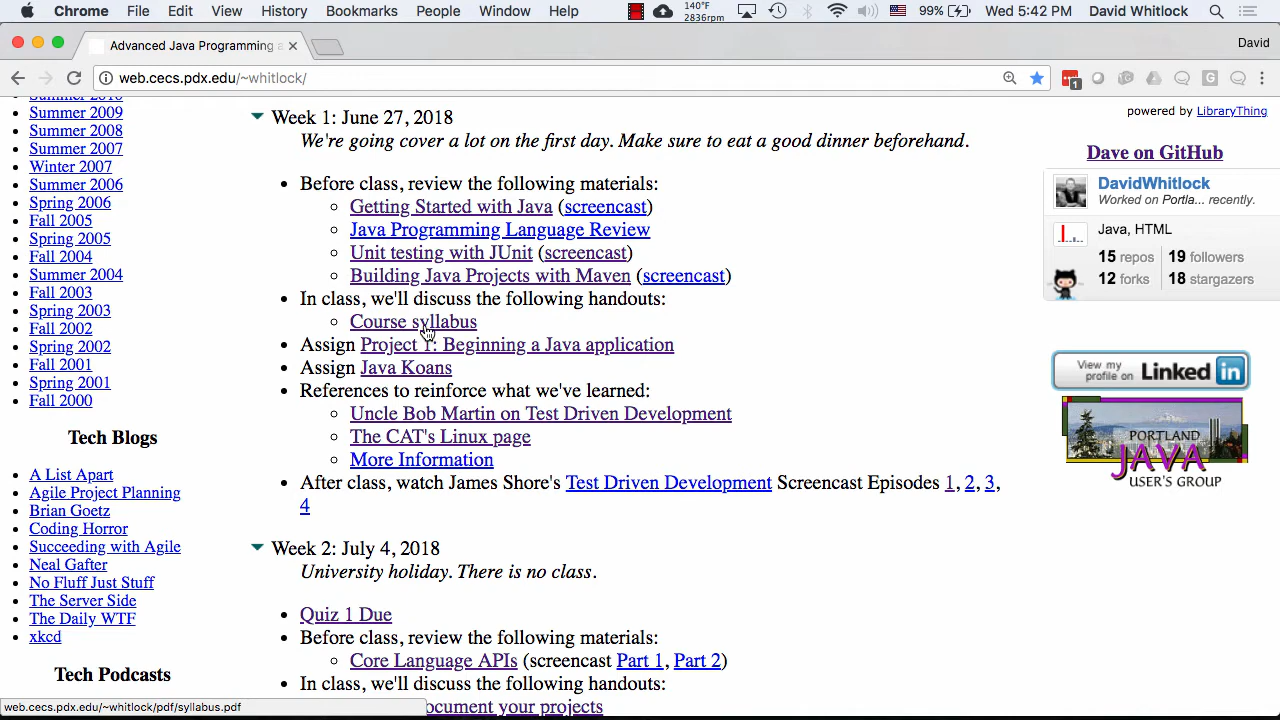 Chrome File Edit View History Bookmarks People Window Help 140°F 2836rpm 99% Wed 5:42 PM David Whitlock
Advanced Java Programming a
David
web.cecs.pdx.edu/~whitlock/
Summer 2010
Summer 2009
Summer 2008
Summer 2007
Winter 2007
Summer 2006
Spring 2006
Fall 2005
Spring 2005
Fall 2004
Summer 2004
Fall 2003
Spring 2003
Fall 2002
Spring 2002
Fall 2001
Spring 2001
Fall 2000
Tech Blogs
A List Apart
Agile Project Planning
Brian Goetz
Coding Horror
Succeeding with Agile
Neal Gafter
No Fluff Just Stuff
The Server Side
The Daily WTF
xkcd
Tech Podcasts
Week 1: June 27, 2018
We're going cover a lot on the first day. Make sure to eat a good dinner beforehand.
Before class, review the following materials:
Getting Started with Java (screencast)
Java Programming Language Review
Unit testing with JUnit (screencast)
Building Java Projects with Maven (screencast)
In class, we'll discuss the following handouts:
Course syllabus
Assign Project 1: Beginning a Java application
Assign Java Koans
References to reinforce what we've learned:
Uncle Bob Martin on Test Driven Development
The CAT's Linux page
More Information
After class, watch James Shore's Test Driven Development Screencast Episodes 1, 2, 3,
4
Week 2: July 4, 2018
University holiday. There is no class.
Quiz 1 Due
Before class, review the following materials:
Core Language APIs (screencast Part 1, Part 2)
In class, we'll discuss the following handouts:
ocument your projects
powered by LibraryThing
Dave on GitHub
DavidWhitlock
Worked on Portla... recently.
Java, HTML
15 repos 19 followers
12 forks 18 stargazers
View my
profile on Linked in
PORTLAND
JAVA
USER'S GROUP
web.cecs.pdx.edu/~whitlock/pdf/syllabus.pdf